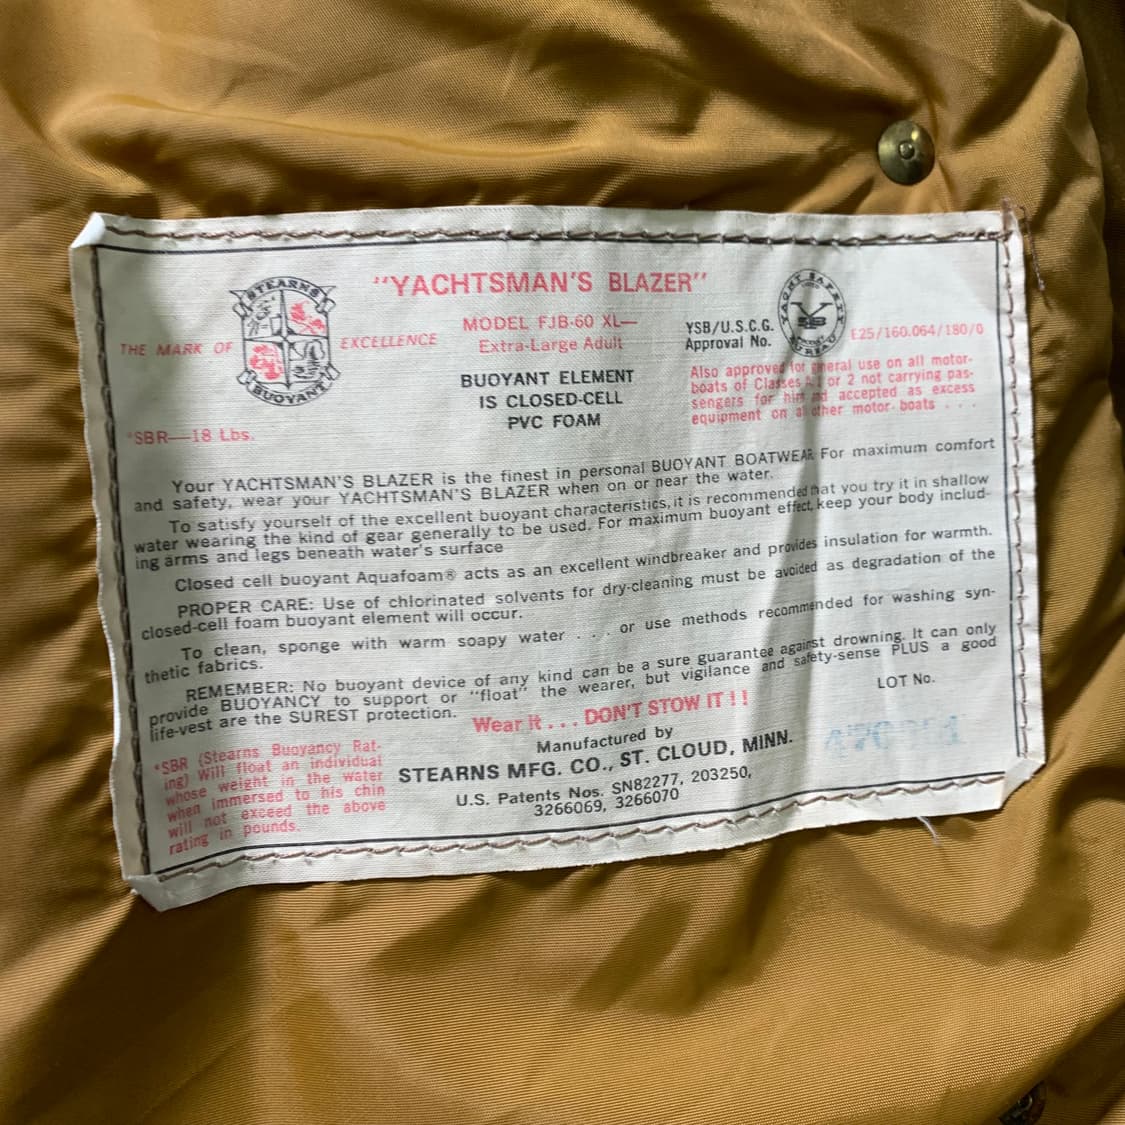 "YACHTSMAN'S BLAZER"
STEARNS
BUOYANT
THE MARK OF EXCELLENCE
MODEL FJB-60 XL—
Extra-Large Adult
YSB/U.S.C.G.
Approval No.
YACHT SAFETY
BUREAU
E25/160.064/180/0
*SBR—18 Lbs.
BUOYANT ELEMENT
IS CLOSED-CELL
PVC FOAM
Also approved for general use on all motor-
boats of Classes or 2 not carrying pas-
sengers for and accepted as excess
equipment on other motor boats . . .
Your YACHTSMAN'S BLAZER is the finest in personal BUOYANT BOATWEAR For maximum comfort
and safety, wear your YACHTSMAN'S BLAZER when on or near the water.
To satisfy yourself of the excellent buoyant characteristics, it is recommended that you try it in shallow
water wearing the kind of gear generally to be used. For maximum buoyant effect, keep your body includ-
ing arms and legs beneath water's surface
Closed cell buoyant Aquafoam® acts as an excellent windbreaker and provides insulation for warmth.
PROPER CARE: Use of chlorinated solvents for dry-cleaning must be avoided as degradation of the
closed-cell foam buoyant element will occur.
To clean, sponge with warm soapy water . . . or use methods recommended for washing syn-
thetic fabrics.
REMEMBER: No buoyant device of any kind can be a sure guarantee against drowning. It can only
provide BUOYANCY to support or "float" the wearer, but vigilance and safety-sense PLUS a good
life-vest are the SUREST protection.
Wear it . . . DON'T STOW IT ! !
LOT No.
*SBR (Stearns Buoyancy Rat-
ing) Will float an individual
whose weight in the water
when immersed to his chin
will not exceed the above
rating in pounds.
Manufactured by
STEARNS MFG. CO., ST. CLOUD, MINN.
U.S. Patents Nos. SN82277, 203250,
3266069, 3266070